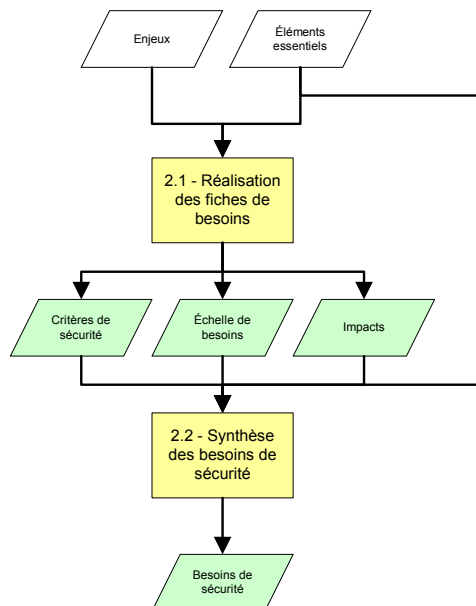 Enjeux
Éléments
essentiels
2.1 - Réalisation
des fiches de
besoins
Critères de
sécurité
Échelle de
besoins
Impacts
2.2 - Synthèse
des besoins de
sécurité
Besoins de
sécurité